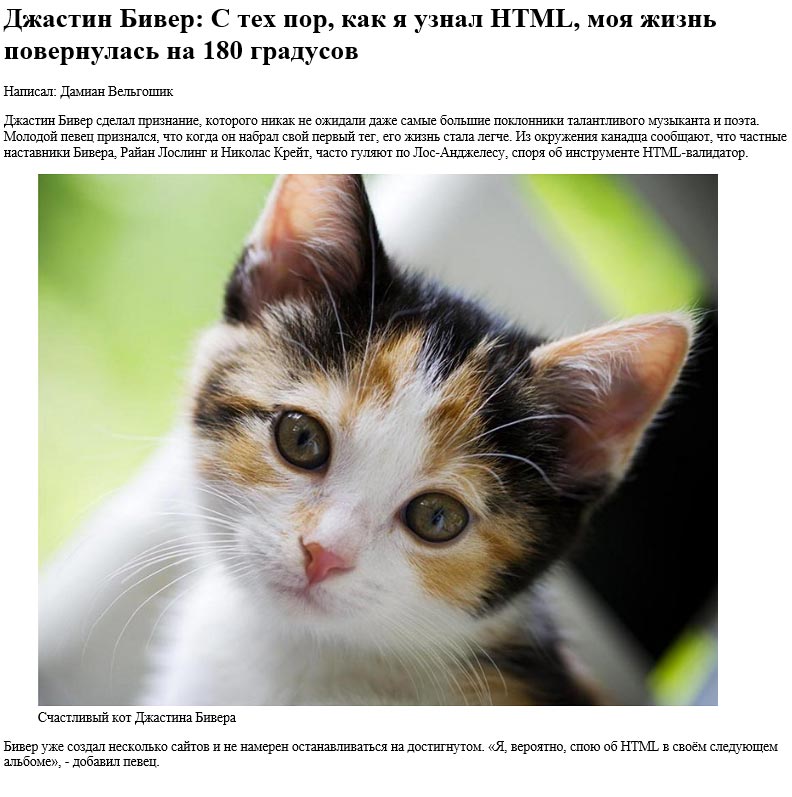 Джастин Бивер: С тех пор, как я узнал HTML, моя жизнь
повернулась на 180 градусов
Написал: Дамиан Вельгошик
Джастин Бивер сделал признание, которого никак не ожидали даже самые большие поклонники талантливого музыканта и поэта.
Молодой певец признался, что когда он набрал свой первый тег, его жизнь стала легче. Из окружения канадца сообщают, что частные
наставники Бивера, Райан Лослинг и Николас Крейт, часто гуляют по Лос-Анджелесу, споря об инструменте HTML-валидатор.
Счастливый кот Джастина Бивера
Бивер уже создал несколько сайтов и не намерен останавливаться на достигнутом. «Я, вероятно, спою об HTML в своём следующем
альбоме», - добавил певец.